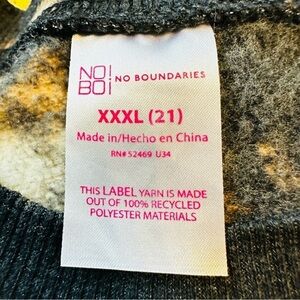 NO!
BO!
NO BOUNDARIES
XXXL (21)
Made in/Hecho en China
RN# 52469 U34
THIS LABEL YARN IS MADE
OUT OF 100% RECYCLED
POLYESTER MATERIALS